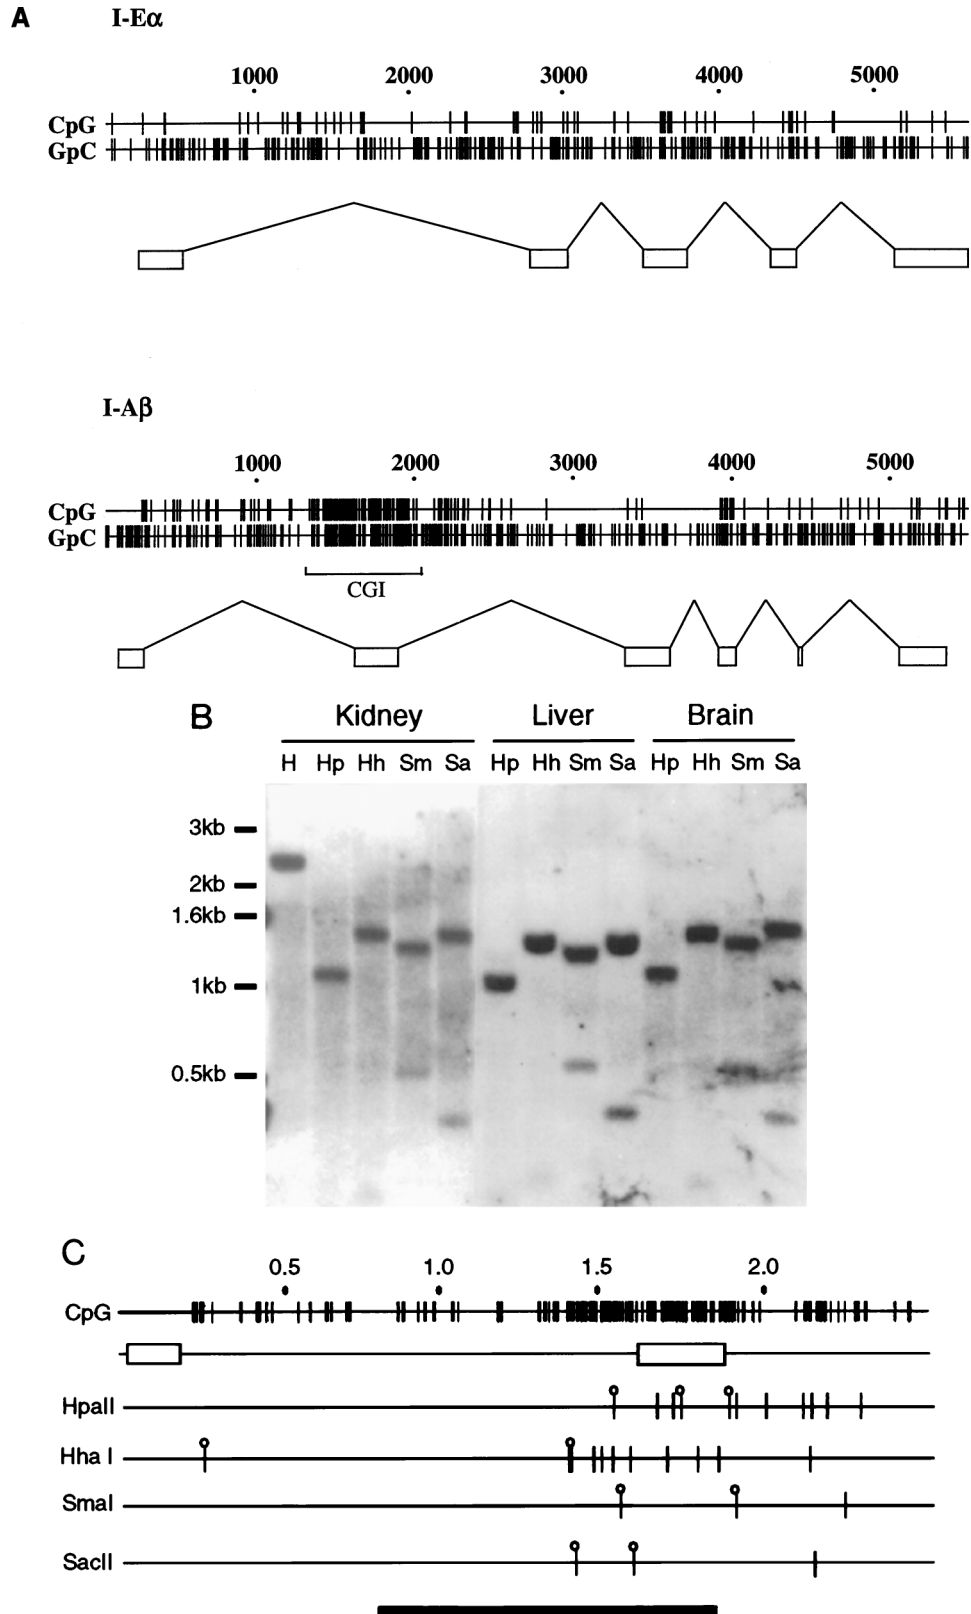 A
I-Eα
1000 2000 3000 4000 5000
CpG
GpC
I-Aβ
1000 2000 3000 4000 5000
CpG
GpC
CGI
B
Kidney Liver Brain
H Hp Hh Sm Sa Hp Hh Sm Sa Hp Hh Sm Sa
3kb
2kb
1.6kb
1kb
0.5kb
C
0.5 1.0 1.5 2.0
CpG
HpaII
Hha I
SmaI
SacII